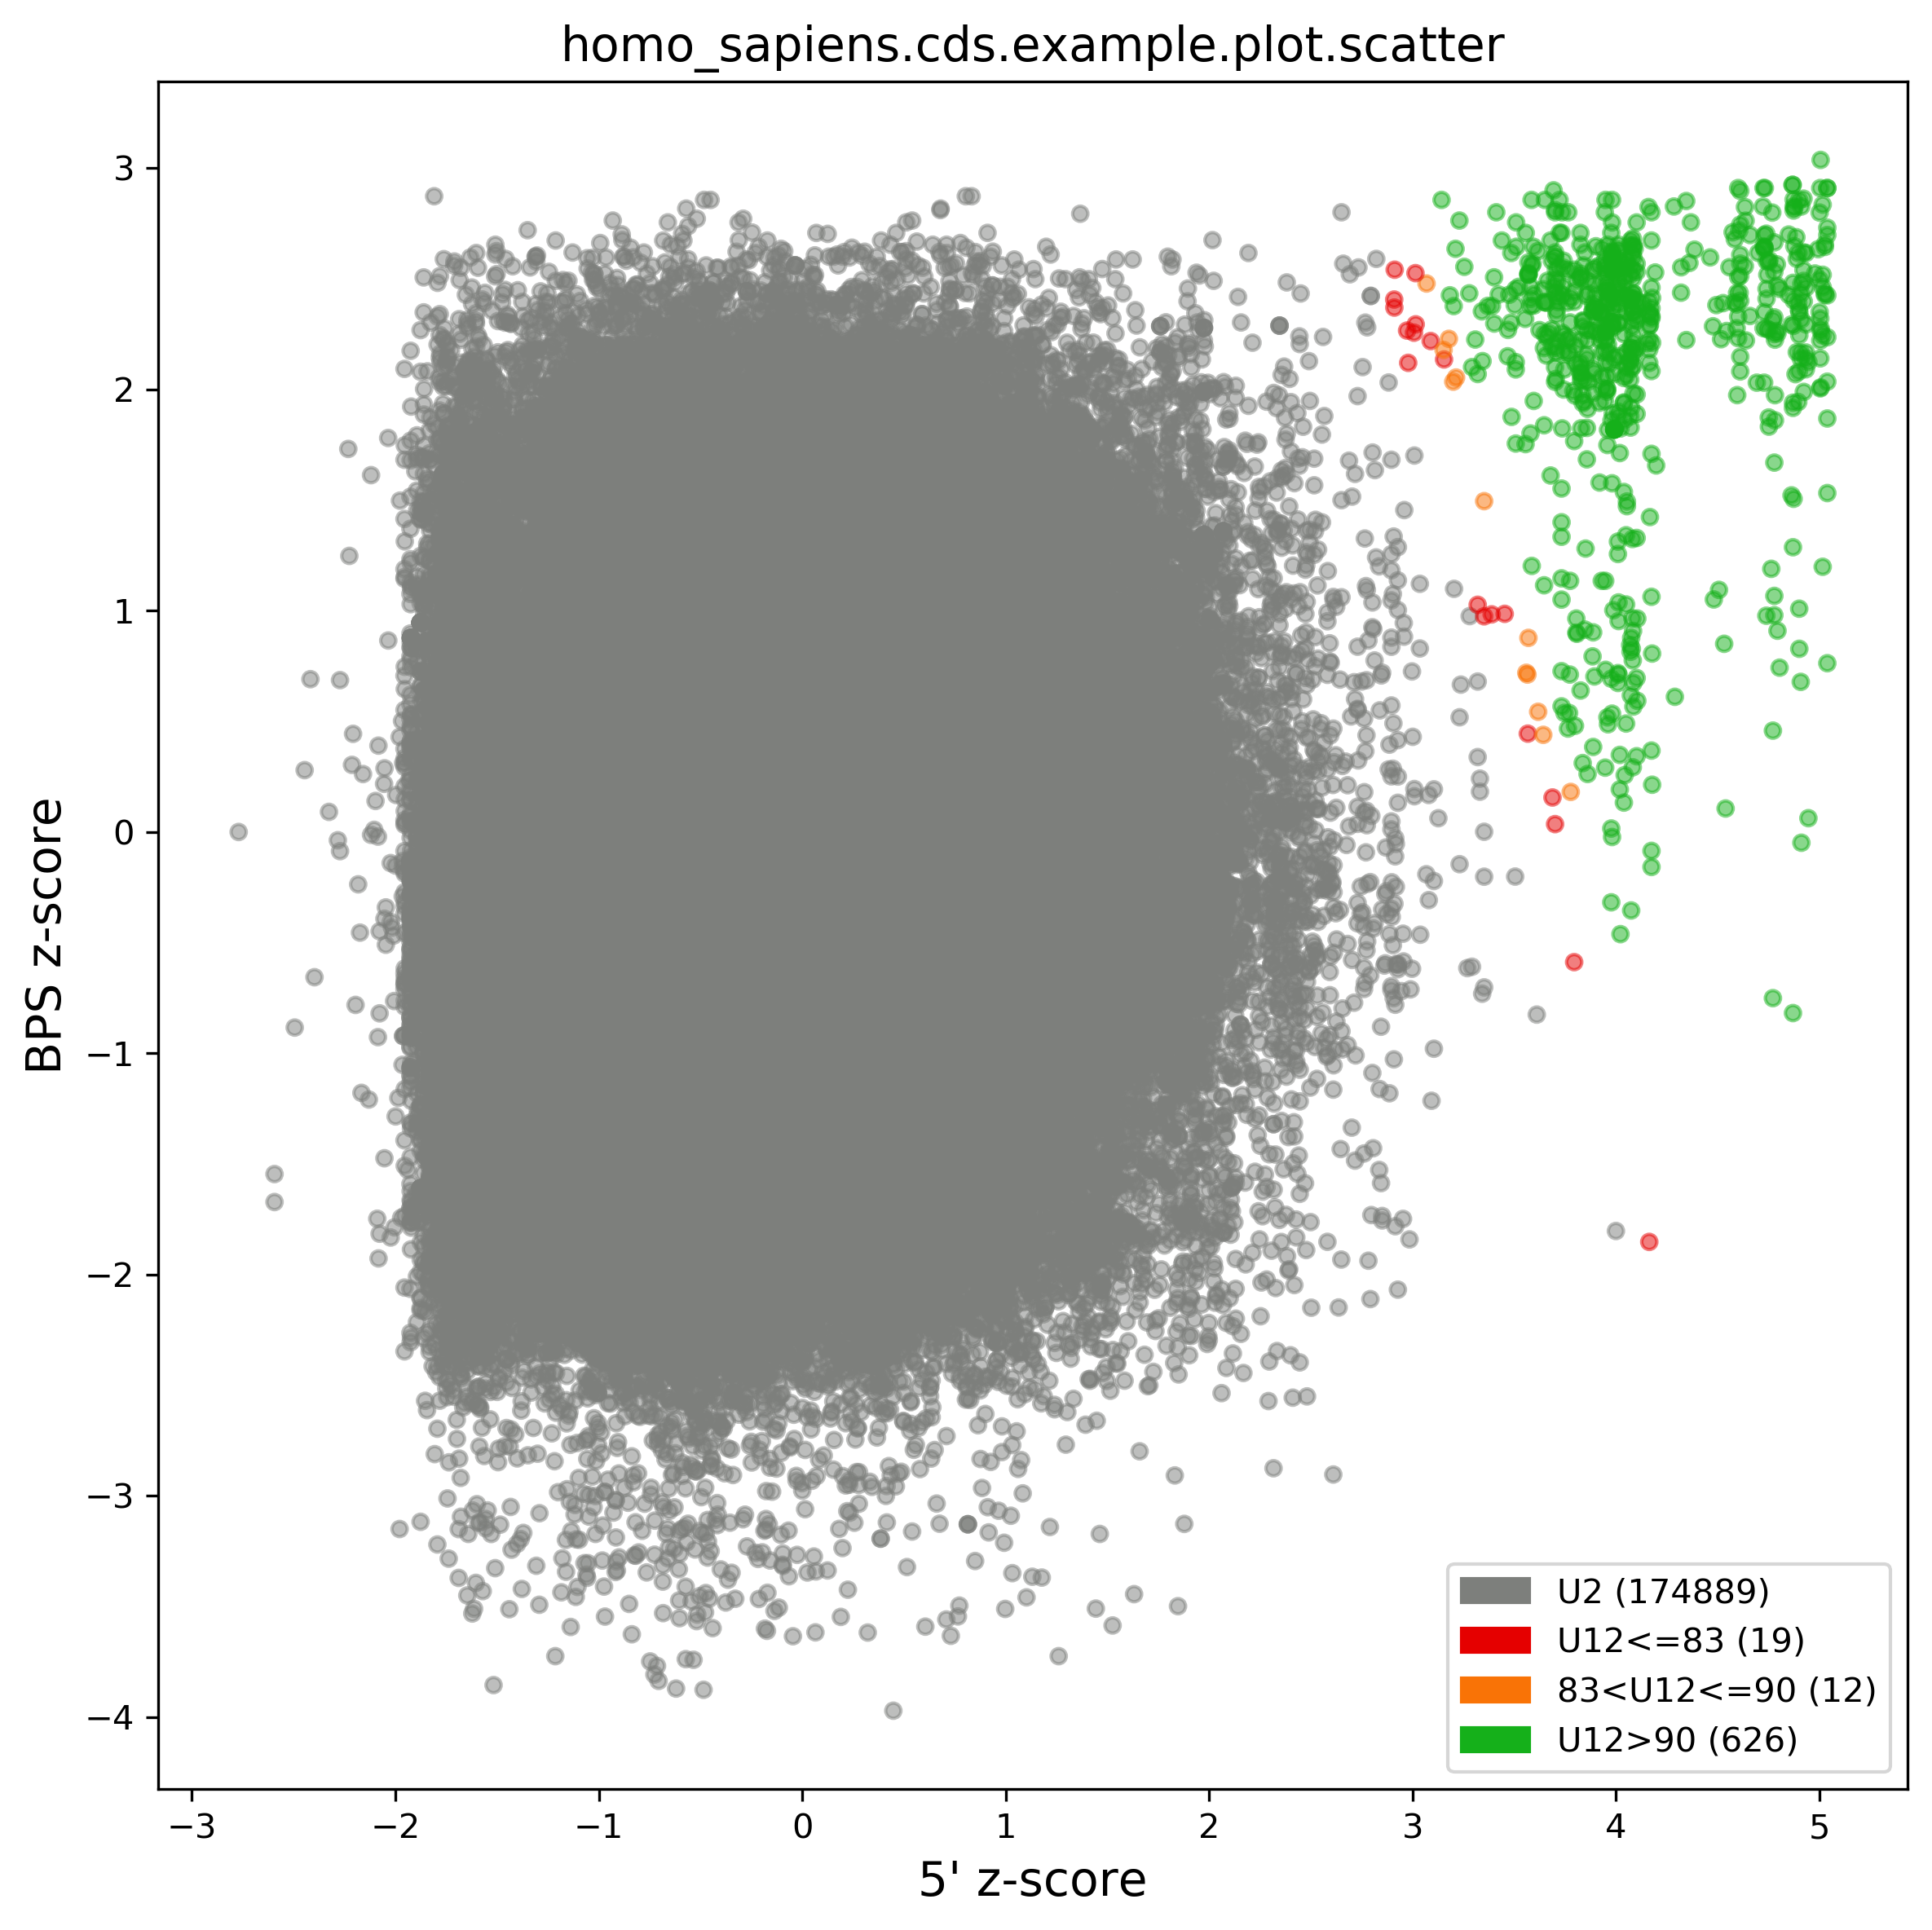 homo_sapiens.cds.example.plot.scatter
BPS z-score
3
2
1
0
−1
−2
−3
−4
U2 (174889)
U12<=83 (19)
83<U12<=90 (12)
U12>90 (626)
−3 −2 −1 0 1 2 3 4 5
5' z-score